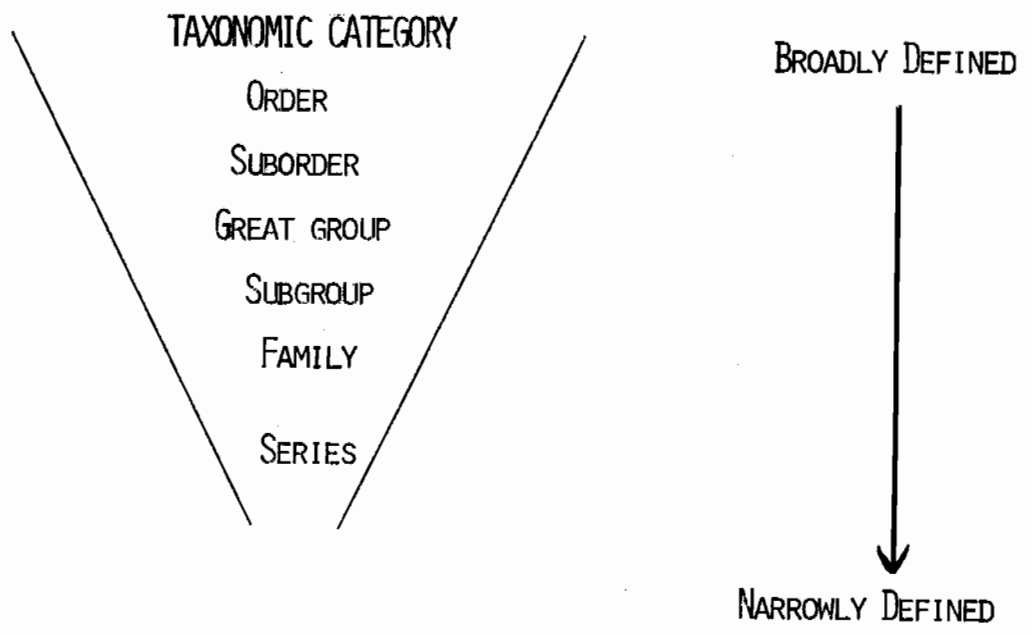 TAXONOMIC CATEGORY
BROADLY DEFINED
ORDER
SUBORDER
GREAT GROUP
SUBGROUP
FAMILY
SERIES
NARROWLY DEFINED